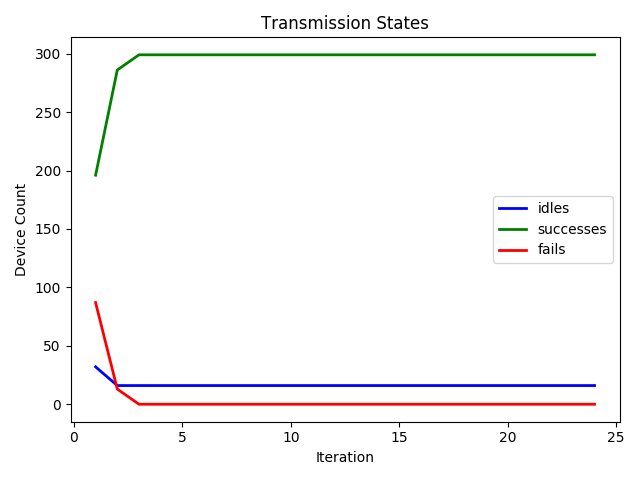 Transmission States
Device Count
300
250
200
150
100
50
0
idles
successes
fails
0 5 10 15 20 25
Iteration